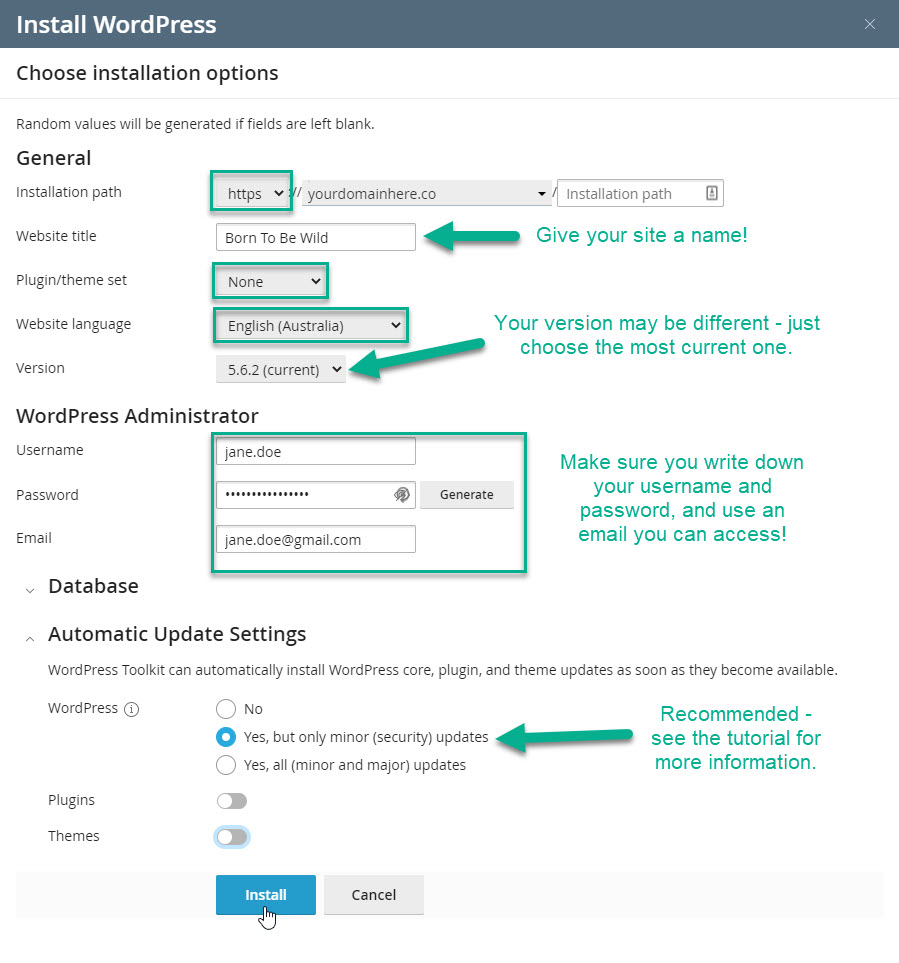 Install WordPress
Choose installation options
Random values will be generated if fields are left blank.
General
Installation path https :// yourdomainhere.co / Installation path
Website title Born To Be Wild Give your site a name!
Plugin/theme set None
Website language English (Australia)
Your version may be different - just
choose the most current one.
Version 5.6.2 (current)
WordPress Administrator
Username jane.doe
Password •••••••••••••••• Generate
Email jane.doe@gmail.com
Make sure you write down
your username and
password, and use an
email you can access!
Database
Automatic Update Settings
WordPress Toolkit can automatically install WordPress core, plugin, and theme updates as soon as they become available.
WordPress No
Yes, but only minor (security) updates
Yes, all (minor and major) updates
Recommended -
see the tutorial for
more information.
Plugins
Themes
Install Cancel